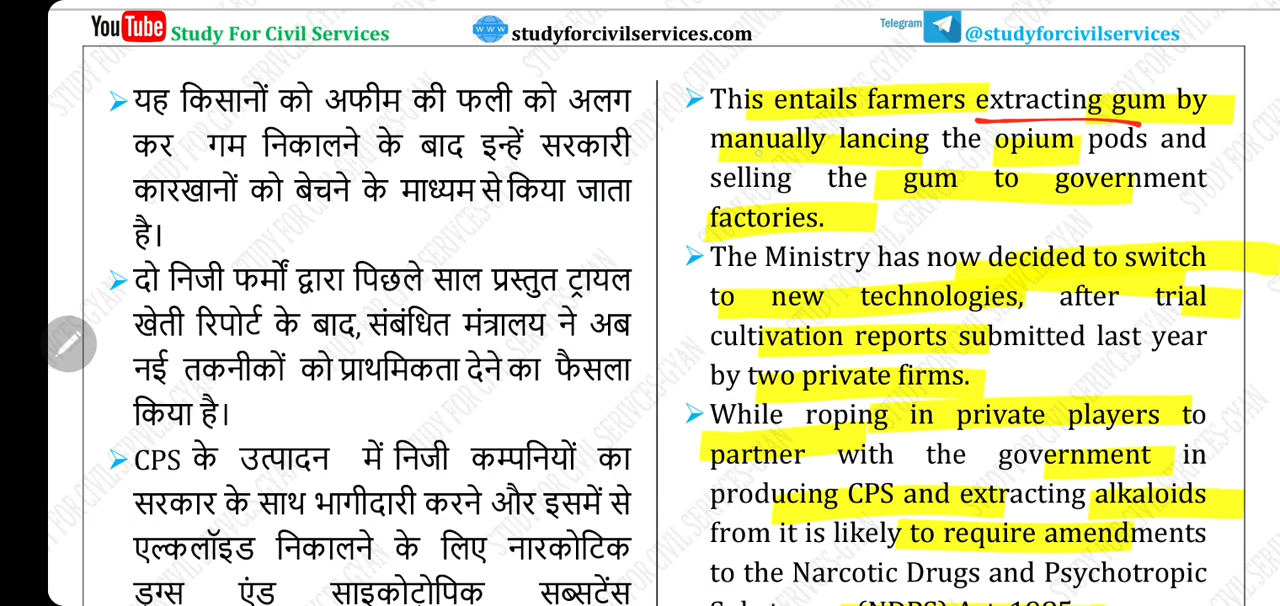 YouTube Study For Civil Services
www studyforcivilservices.com
Telegram @studyforcivilservices
यह किसानों को अफीम की फली को अलग
कर गम निकालने के बाद इन्हें सरकारी
कारखानों को बेचने के माध्यम से किया जाता
है।
दो निजी फर्मों द्वारा पिछले साल प्रस्तुत ट्रायल
खेती रिपोर्ट के बाद, संबंधित मंत्रालय ने अब
नई तकनीकों को प्राथमिकता देने का फैसला
किया है।
CPS के उत्पादन में निजी कम्पनियों का
सरकार के साथ भागीदारी करने और इसमें से
एल्कलॉइड निकालने के लिए नारकोटिक
ड्रग्स एंड साइकोट्रोपिक सब्सटेंस
This entails farmers extracting gum by
manually lancing the opium pods and
selling the gum to government
factories.
The Ministry has now decided to switch
to new technologies, after trial
cultivation reports submitted last year
by two private firms.
While roping in private players to
partner with the government in
producing CPS and extracting alkaloids
from it is likely to require amendments
to the Narcotic Drugs and Psychotropic
(NDPS) Act, 1985